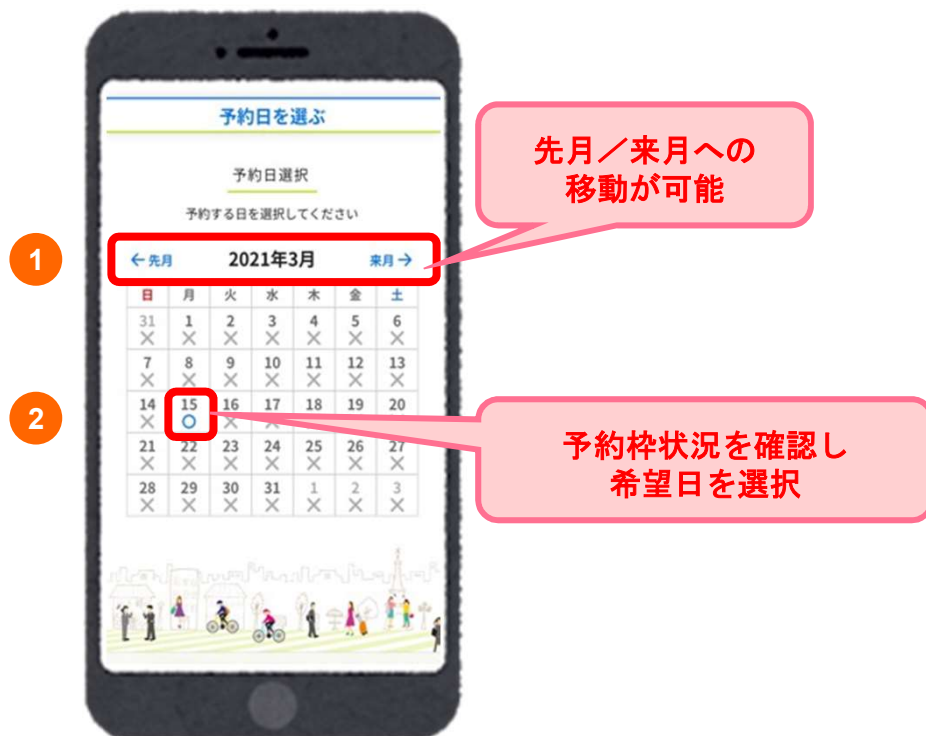 予約日を選ぶ
予約日選択
予約する日を選択してください
先月／来月への
移動が可能
1
←先月 2021年3月 来月→
日 月 火 水 木 金 土
31 1 2 3 4 5 6
× × × × × × ×
7 8 9 10 11 12 13
× × × × × × ×
2
14 15 16 17 18 19 20
× ○ × ×
21 22 23 24 25 26 27
× × × × × × ×
28 29 30 31 1 2 3
× × × × × × ×
予約枠状況を確認し
希望日を選択